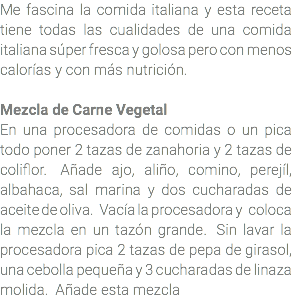 Me fascina la comida italiana y esta receta
tiene todas las cualidades de una comida
italiana súper fresca y golosa pero con menos
calorías y con más nutrición.
Mezcla de Carne Vegetal
En una procesadora de comidas o un pica
todo poner 2 tazas de zanahoria y 2 tazas de
coliflor. Añade ajo, aliño, comino, perejíl,
albahaca, sal marina y dos cucharadas de
aceite de oliva. Vacía la procesadora y coloca
la mezcla en un tazón grande. Sin lavar la
procesadora pica 2 tazas de pepa de girasol,
una cebolla pequeña y 3 cucharadas de linaza
molida. Añade esta mezcla